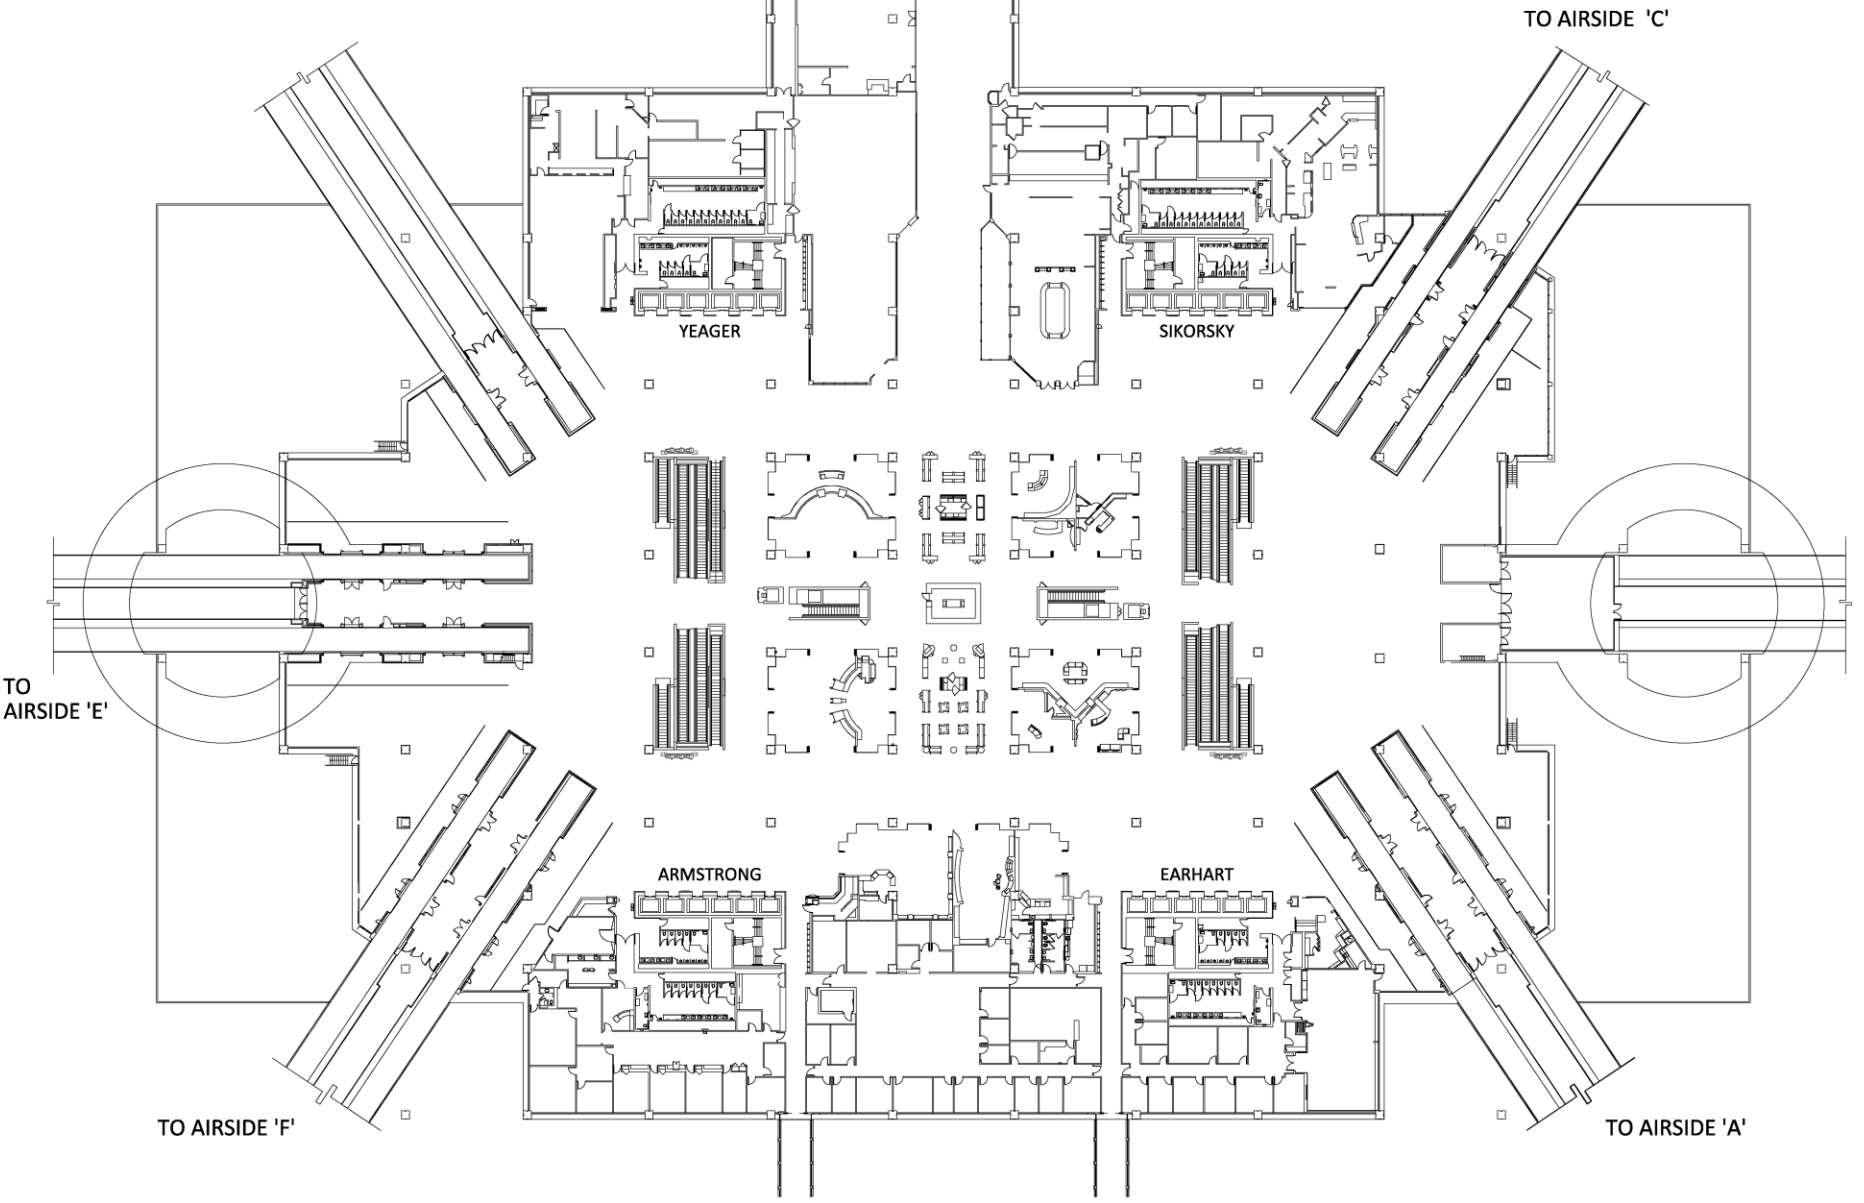 TO AIRSIDE 'C'
YEAGER
SIKORSKY
TO
AIRSIDE 'E'
ARMSTRONG
EARHART
TO AIRSIDE 'F'
TO AIRSIDE 'A'